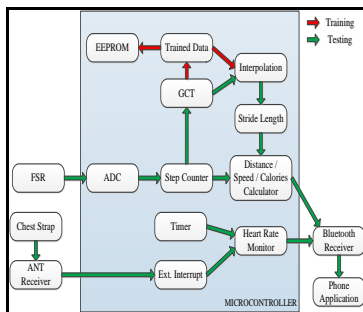 Training
Testing
EEPROM
Trained Data
Interpolation
GCT
Stride Length
FSR
ADC
Step Counter
Distance /
Speed / Calories
Calculator
Chest Strap
Timer
Heart Rate
Monitor
Bluetooth
Receiver
ANT
Receiver
Ext. Interrupt
Phone
Application
MICROCONTROLLER